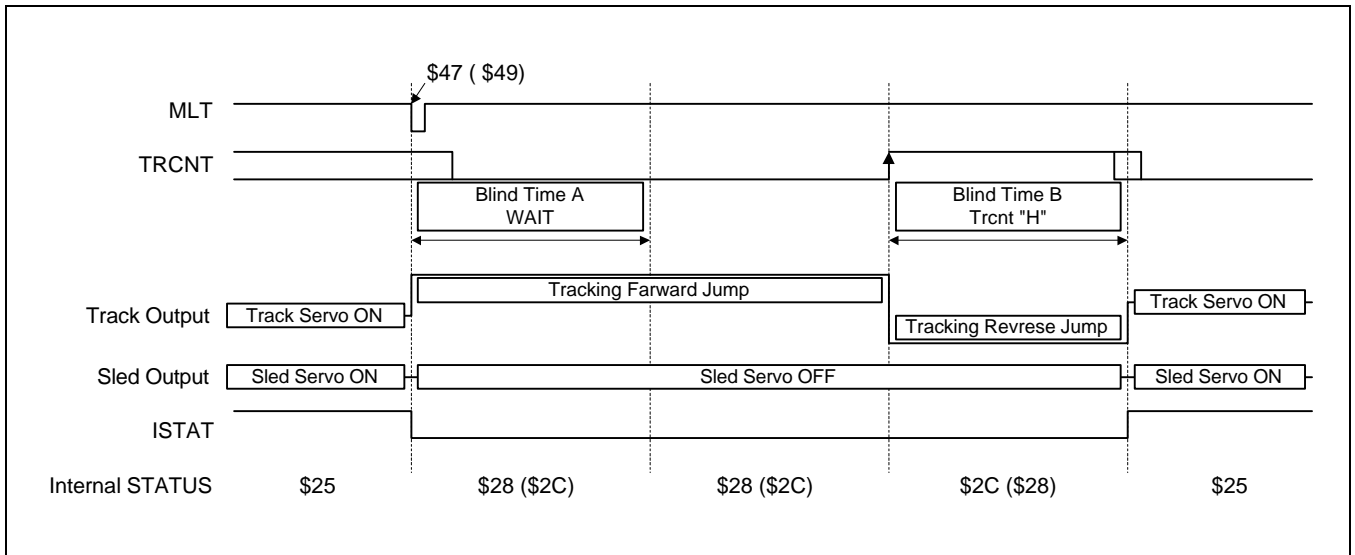 $47 ( $49)
MLT
TRCNT
Blind Time A
WAIT
Blind Time B
Trcnt "H"
Track Output
Track Servo ON
Tracking Farward Jump
Tracking Revrese Jump
Track Servo ON
Sled Output
Sled Servo ON
Sled Servo OFF
Sled Servo ON
ISTAT
Internal STATUS
$25
$28 ($2C)
$28 ($2C)
$2C ($28)
$25